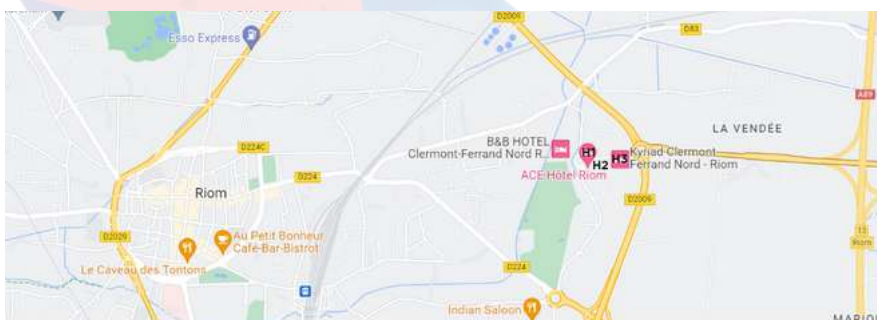 Esso Express
D2009
D83
A89
LA VENDÉE
B&B HOTEL
Clermont-Ferrand Nord R...
H1
H2
H3
Kyriad Clermont
Ferrand Nord - Riom
ACE Hôtel Riom
D224C
D224
Riom
D2009
D2029
Au Petit Bonheur
Café-Bar-Bistrot
Le Caveau des Tontons
13
Riom
D224
Indian Saloon